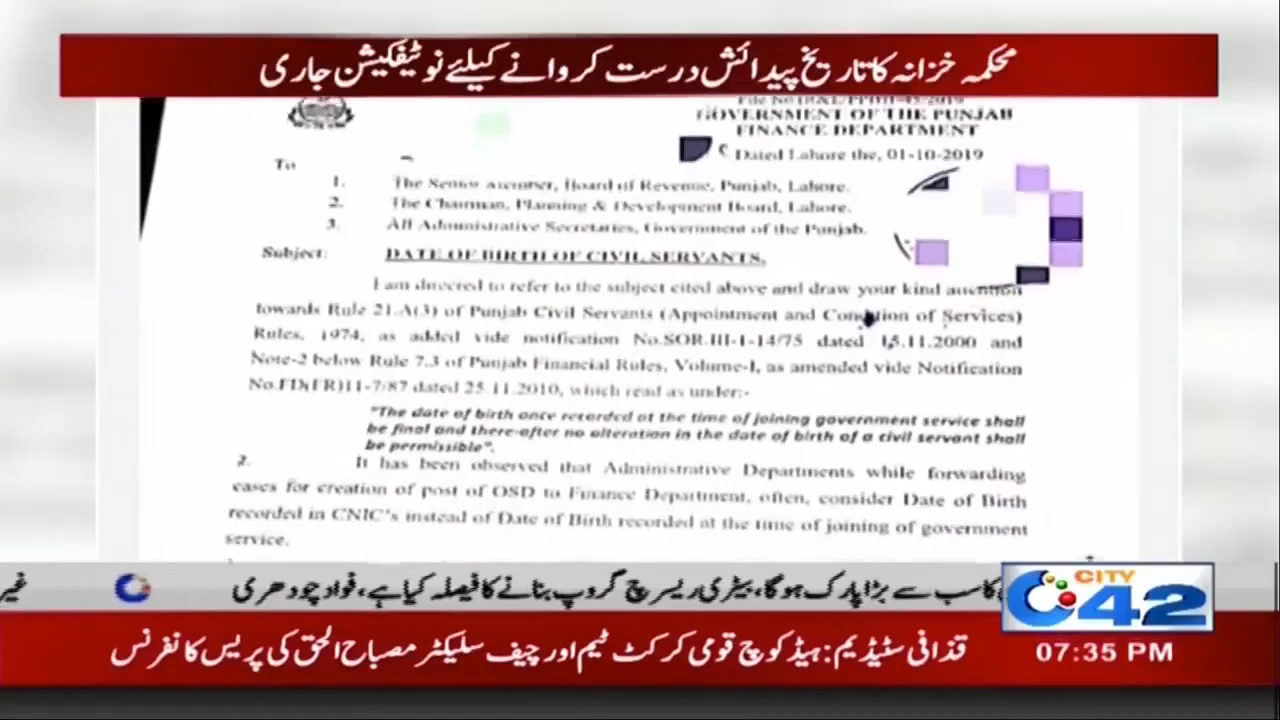 محکمہ خزانہ کا تاریخ پیدائش درست کروانے کیلئے نوٹیفکیشن جاری
GOVERNMENT OF THE PUNJAB
FINANCE DEPARTMENT
Dated Lahore the, 01-10-2019
To
1. The Senior Member, Board of Revenue, Punjab, Lahore.
2. The Chairman, Planning & Development Board, Lahore.
3. All Administrative Secretaries, Government of the Punjab.
Subject: DATE OF BIRTH OF CIVIL SERVANTS.
I am directed to refer to the subject cited above and draw your kind attention
towards Rule 21.A(3) of Punjab Civil Servants (Appointment and Condition of Services)
Rules, 1974, as added vide notification No.SOR.III-1-14/75 dated 15.11.2000 and
Note-2 below Rule 7.3 of Punjab Financial Rules, Volume-I, as amended vide Notification
No.FD(FR)11-7/87 dated 25.11.2010, which read as under:-
"The date of birth once recorded at the time of joining government service shall
be final and there-after no alteration in the date of birth of a civil servant shall
be permissible".
2. It has been observed that Administrative Departments while forwarding
cases for creation of post of OSD to Finance Department, often, consider Date of Birth
recorded in CNIC's instead of Date of Birth recorded at the time of joining of government
service.
کا سب سے بڑا پارک ہوگا، بیٹری ریسرچ گروپ بنانے کا فیصلہ کیا ہے، فواد چودھری
CITY
42
قذافی سٹیڈیم: ہیڈ کوچ قومی کرکٹ ٹیم اور چیف سلیکٹر مصباح الحق کی پریس کانفرنس
07:35 PM